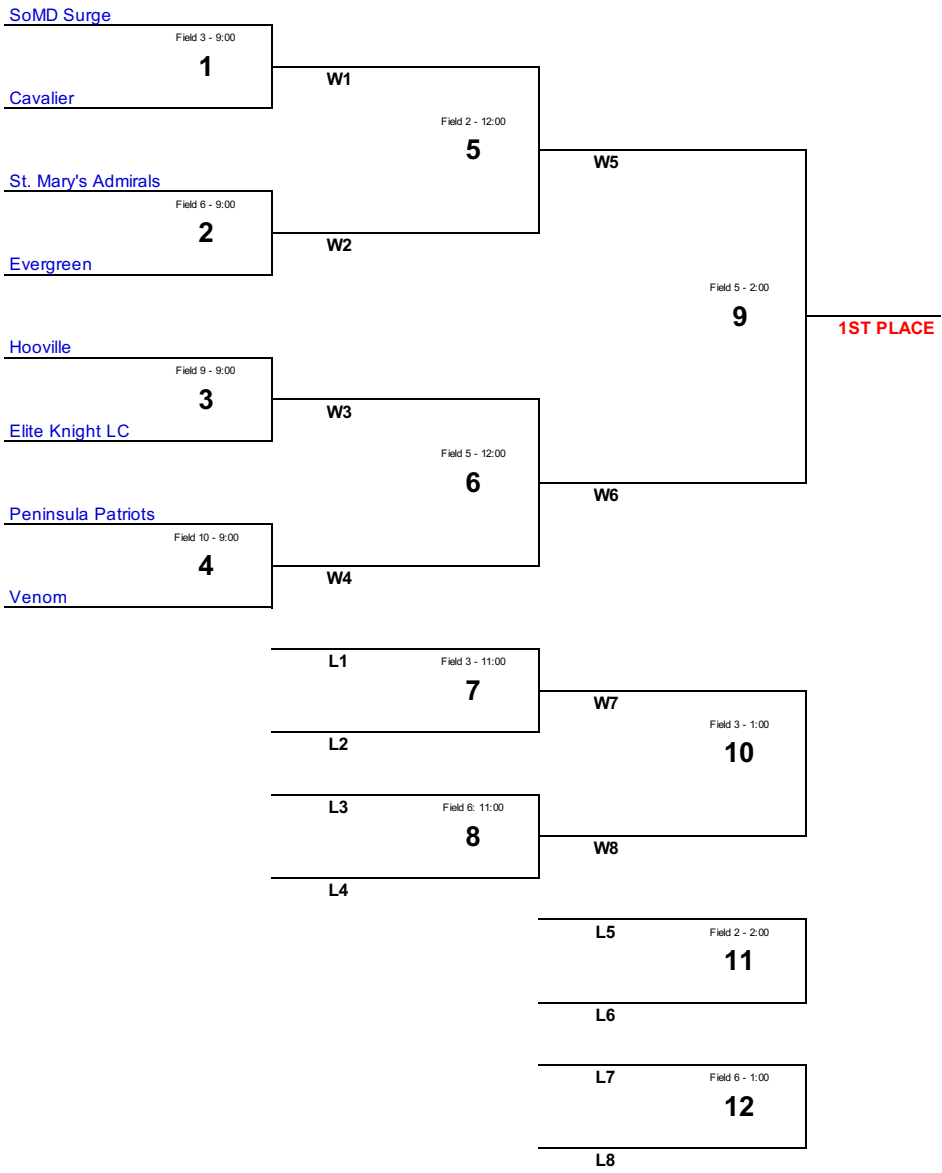 SoMD Surge
Field 3 - 9:00
1
W1
Cavalier
Field 2 - 12:00
5
W5
St. Mary's Admirals
Field 6 - 9:00
2
W2
Evergreen
Field 5 - 2:00
9
1ST PLACE
Hooville
Field 9 - 9:00
3
W3
Elite Knight LC
Field 5 - 12:00
6
W6
Peninsula Patriots
Field 10 - 9:00
4
W4
Venom
L1
Field 3 - 11:00
7
W7
L2
Field 3 - 1:00
10
L3
Field 6: 11:00
8
W8
L4
L5
Field 2 - 2:00
11
L6
L7
Field 6 - 1:00
12
L8